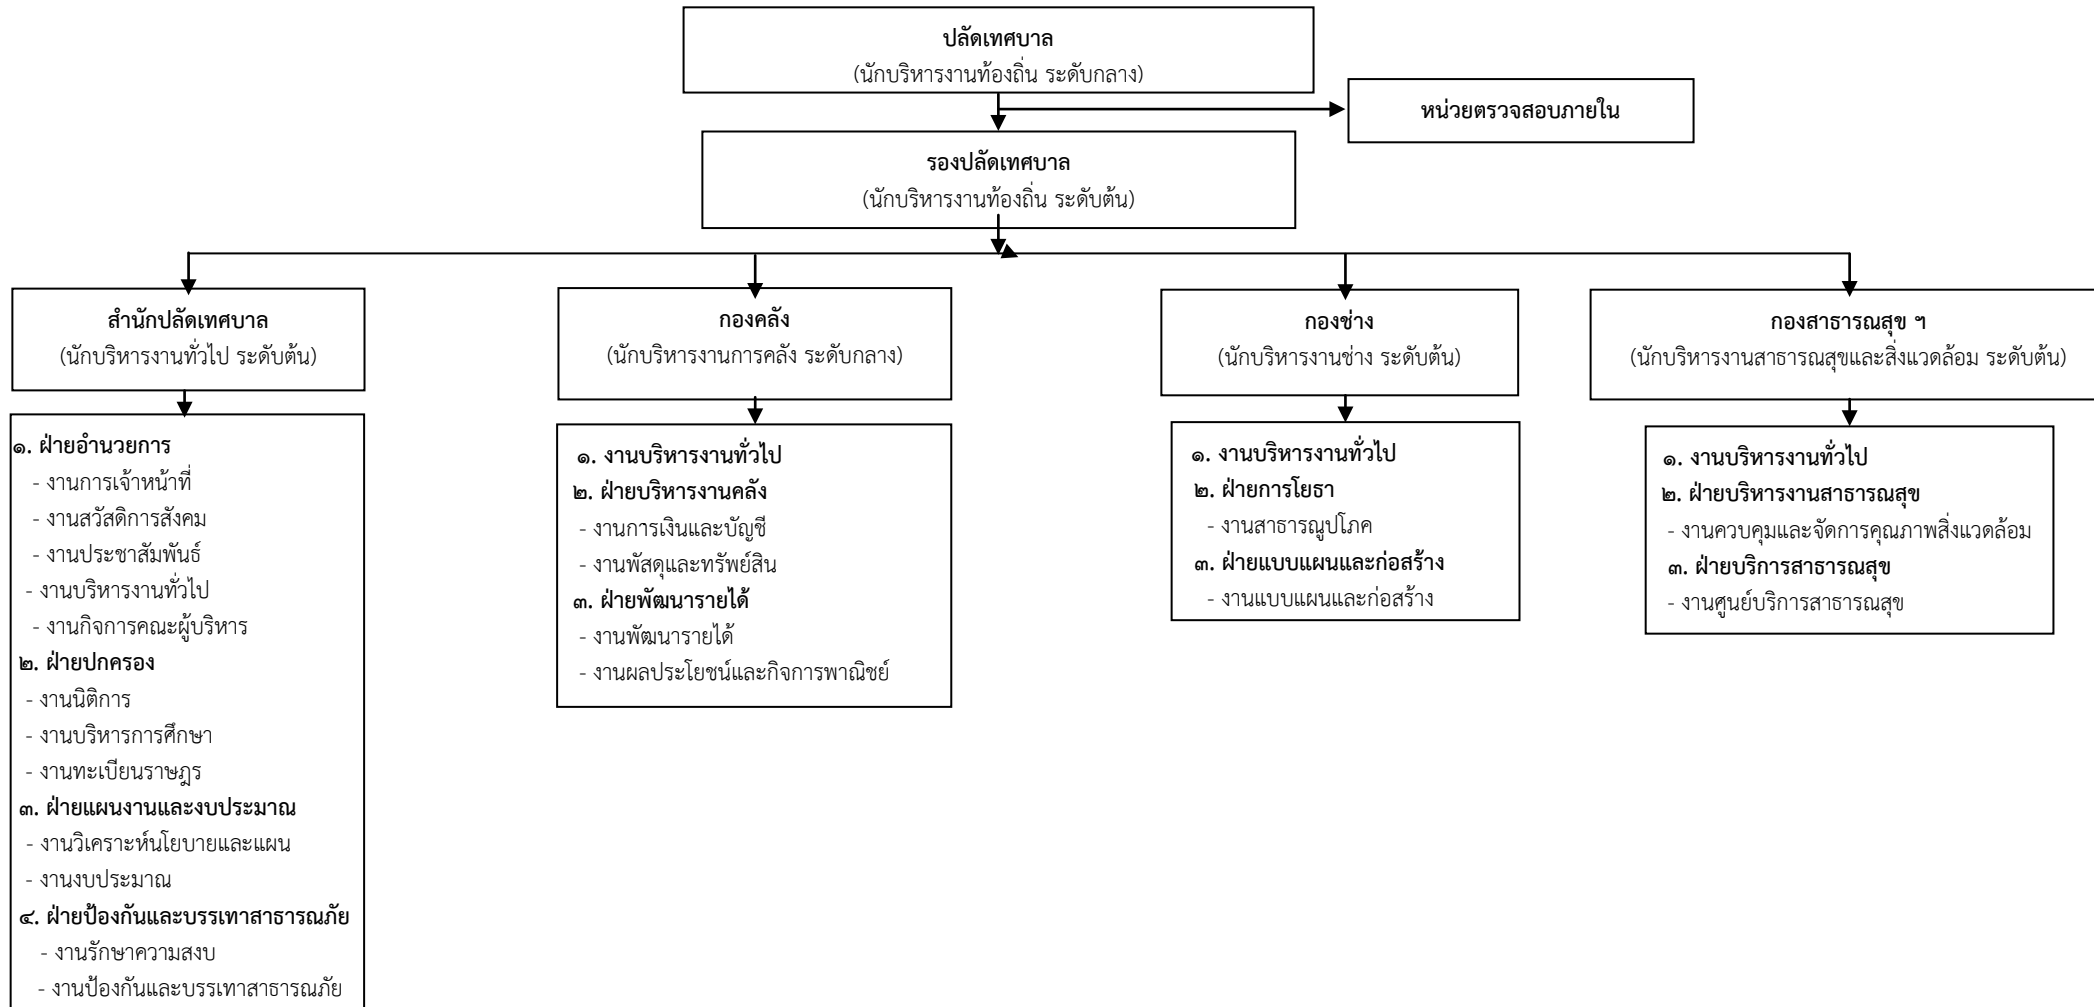 ปลัดเทศบาล
(นักบริหารงานท้องถิ่น ระดับกลาง)
หน่วยตรวจสอบภายใน
รองปลัดเทศบาล
(นักบริหารงานท้องถิ่น ระดับต้น)
สำนักปลัดเทศบาล
(นักบริหารงานทั่วไป ระดับต้น)
๑. ฝ่ายอำนวยการ
- งานการเจ้าหน้าที่
- งานสวัสดิการสังคม
- งานประชาสัมพันธ์
- งานบริหารงานทั่วไป
- งานกิจการคณะผู้บริหาร
๒. ฝ่ายปกครอง
- งานนิติการ
- งานบริหารการศึกษา
- งานทะเบียนราษฎร
๓. ฝ่ายแผนงานและงบประมาณ
- งานวิเคราะห์นโยบายและแผน
- งานงบประมาณ
๔. ฝ่ายป้องกันและบรรเทาสาธารณภัย
- งานรักษาความสงบ
- งานป้องกันและบรรเทาสาธารณภัย
กองคลัง
(นักบริหารงานการคลัง ระดับกลาง)
๑. งานบริหารงานทั่วไป
๒. ฝ่ายบริหารงานคลัง
- งานการเงินและบัญชี
- งานพัสดุและทรัพย์สิน
๓. ฝ่ายพัฒนารายได้
- งานพัฒนารายได้
- งานผลประโยชน์และกิจการพาณิชย์
กองช่าง
(นักบริหารงานช่าง ระดับต้น)
๑. งานบริหารงานทั่วไป
๒. ฝ่ายการโยธา
- งานสาธารณูปโภค
๓. ฝ่ายแบบแผนและก่อสร้าง
- งานแบบแผนและก่อสร้าง
กองสาธารณสุข ฯ
(นักบริหารงานสาธารณสุขและสิ่งแวดล้อม ระดับต้น)
๑. งานบริหารงานทั่วไป
๒. ฝ่ายบริหารงานสาธารณสุข
- งานควบคุมและจัดการคุณภาพสิ่งแวดล้อม
๓. ฝ่ายบริการสาธารณสุข
- งานศูนย์บริการสาธารณสุข